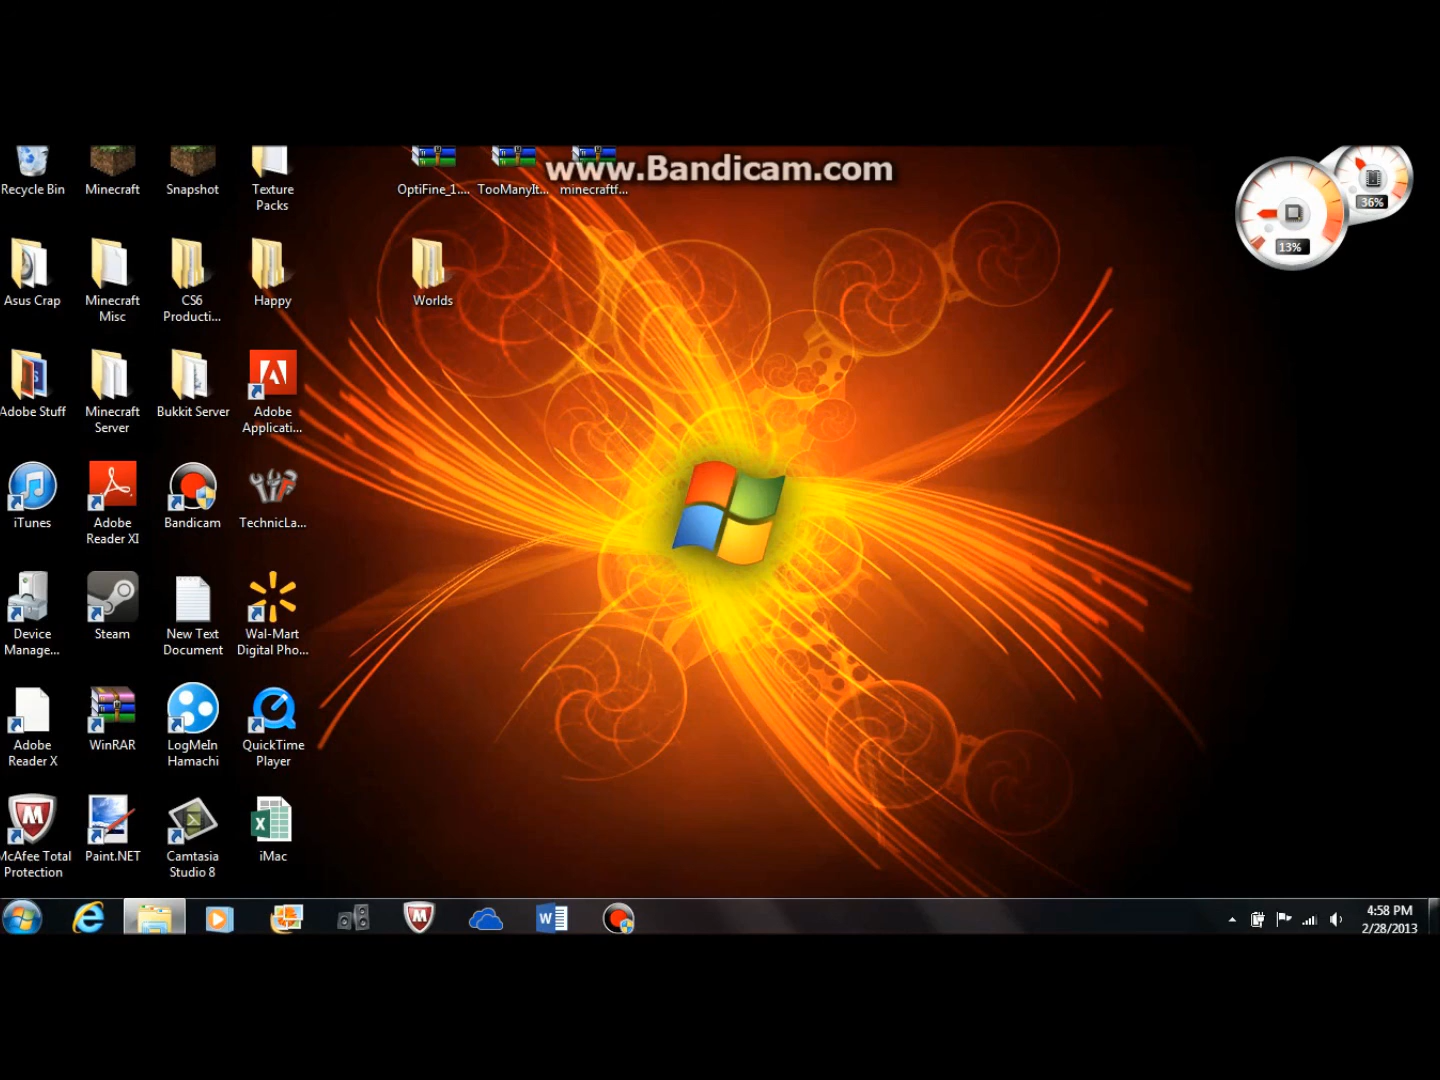 www.Bandicam.com
Recycle Bin
Minecraft
Snapshot
Texture
Packs
OptiFine_1....
TooManyIt...
minecraftf...
36%
13%
Asus Crap
Minecraft
Misc
CS6
Producti...
Happy
Worlds
Adobe Stuff
Minecraft
Server
Bukkit Server
Adobe
Applicati...
iTunes
Adobe
Reader XI
Bandicam
TechnicLa...
Device
Manage...
Steam
New Text
Document
Wal-Mart
Digital Pho...
Adobe
Reader X
WinRAR
LogMeIn
Hamachi
QuickTime
Player
McAfee Total
Protection
Paint.NET
Camtasia
Studio 8
iMac
4:58 PM
2/28/2013